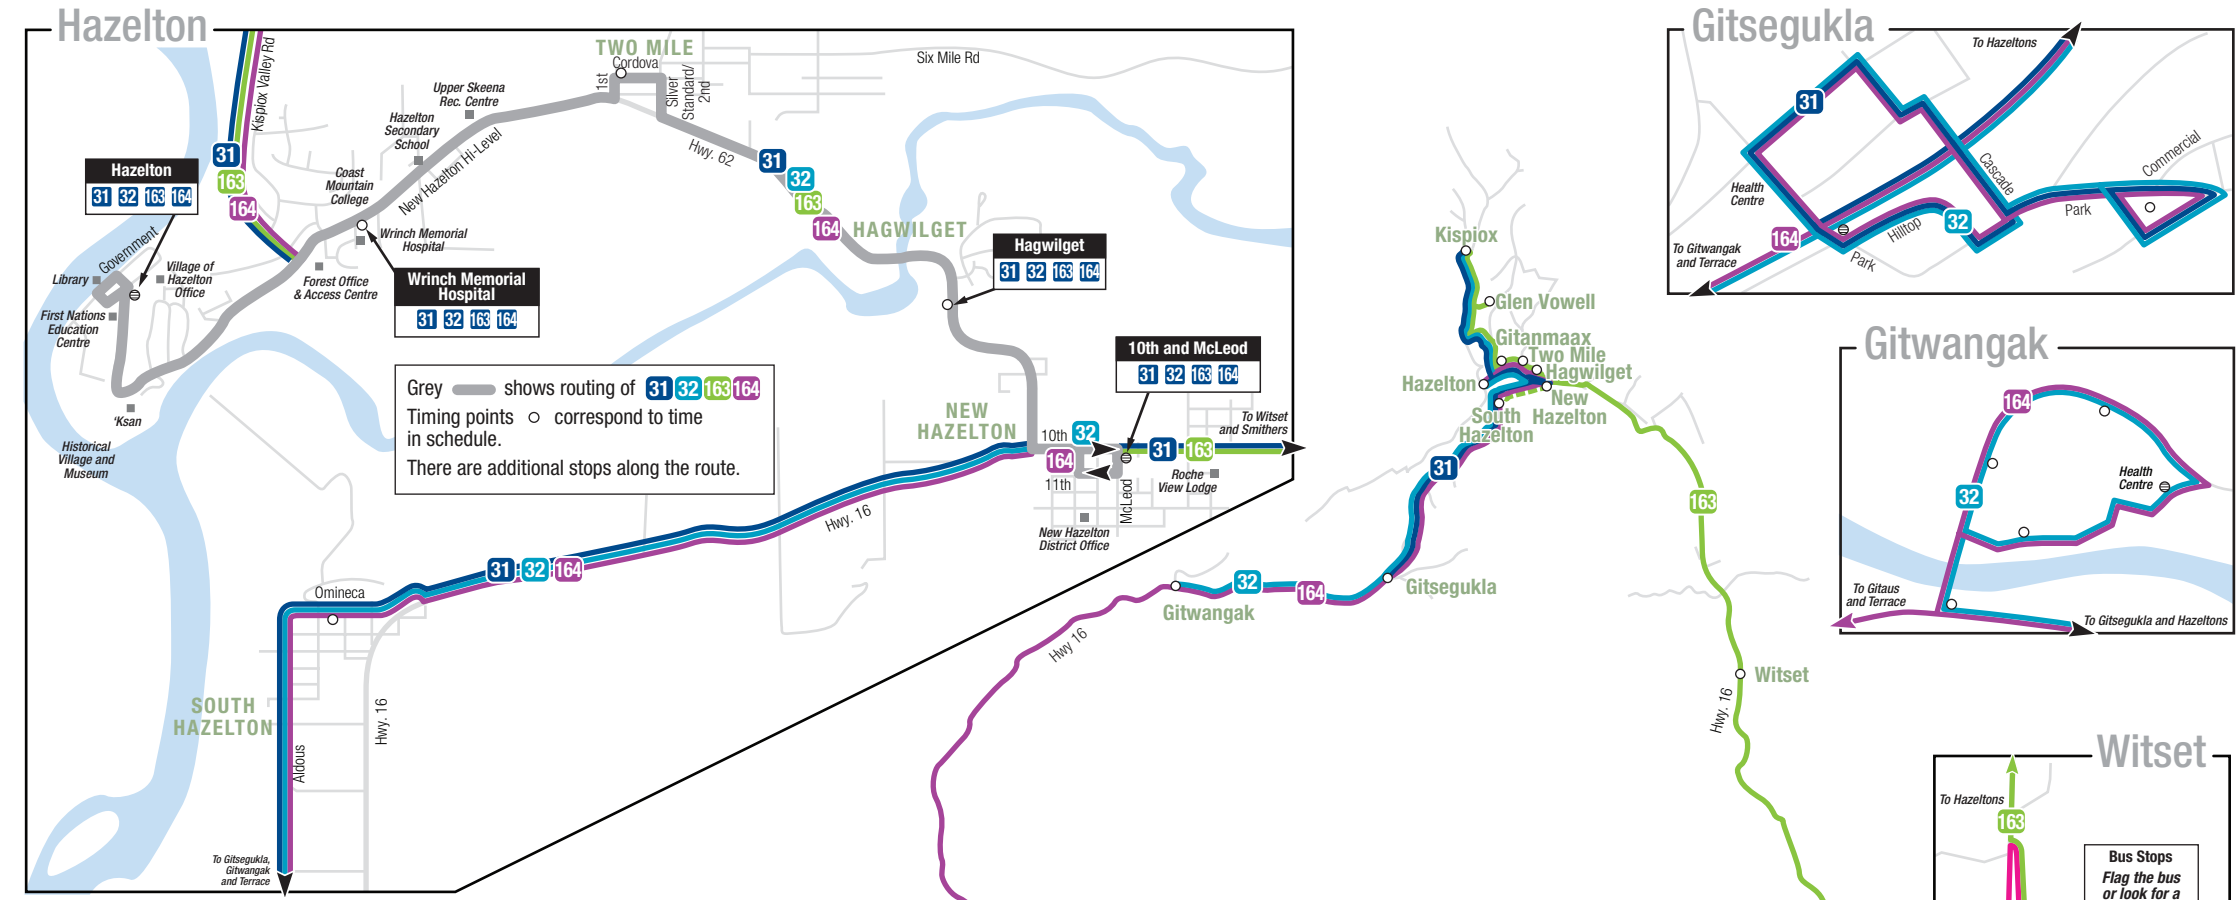 Hazelton
Kispiox Valley Rd
31
163
164
TWO MILE
Cordova
1st
Silver
Standard/
2nd
Six Mile Rd
Upper Skeena
Rec. Centre
Hazelton
Secondary
School
New Hazelton Hi-Level
Hwy. 62
31
32
163
164
HAGWILGET
Hazelton
31 32 163 164
Coast
Mountain
College
Wrinch Memorial
Hospital
Government
Library
Village of
Hazelton
Office
First Nations
Education
Centre
Forest Office
& Access Centre
Wrinch Memorial
Hospital
31 32 163 164
Hagwilget
31 32 163 164
10th and McLeod
31 32 163 164
'Ksan
Historical
Village and
Museum
Grey shows routing of 31 32 163 164
Timing points correspond to time
in schedule.
There are additional stops along the route.
NEW
HAZELTON
10th
32
164
11th
31
163
To Witset
and Smithers
Roche
View Lodge
McLeod
New Hazelton
District Office
Hwy. 16
31 32 164
Omineca
SOUTH
HAZELTON
Aldous
Hwy. 16
To Gitsegukla,
Gitwangak
and Terrace
Kispiox
Glen Vowell
Gitanmaax
Two Mile
Hagwilget
Hazelton
New
Hazelton
South
Hazelton
31
163
Gitsegukla
32
164
Gitwangak
Hwy 16
Witset
Hwy. 16
Gitsegukla
To Hazeltons
31
Health
Centre
Cascade
Commercial
Park
Hilltop
32
164
Park
To Gitwangak
and Terrace
Gitwangak
164
32
Health
Centre
To Gitaus
and Terrace
To Gitsegukla and Hazeltons
Witset
To Hazeltons
163
Bus Stops
Flag the bus
or look for a